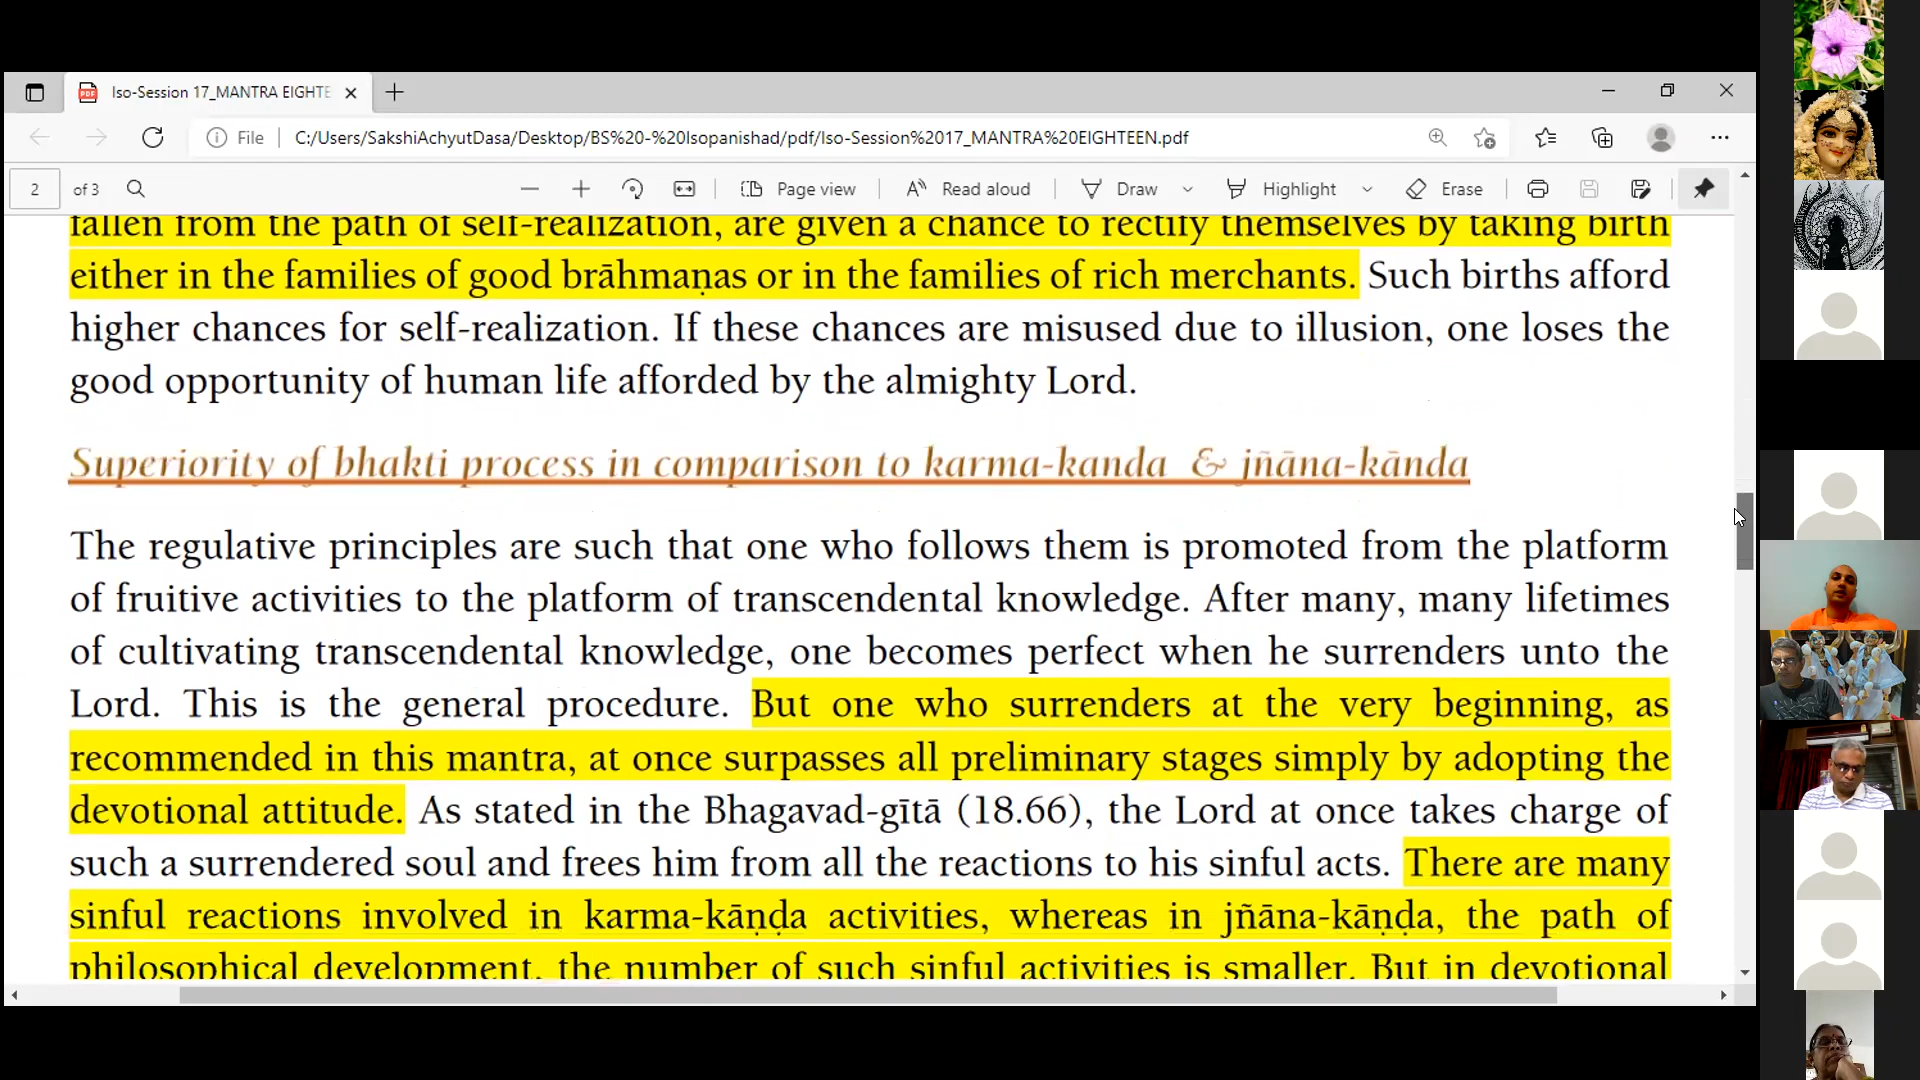 Iso-Session 17_MANTRA EIGHTE
File
C:/Users/SakshiAchyutDasa/Desktop/BS%20-%20Isopanishad/pdf/Iso-Session%2017_MANTRA%20EIGHTEEN.pdf
2 of 3
Page view
Read aloud
Draw
Highlight
Erase
fallen from the path of self-realization, are given a chance to rectify themselves by taking birth
either in the families of good brāhmaṇas or in the families of rich merchants. Such births afford
higher chances for self-realization. If these chances are misused due to illusion, one loses the
good opportunity of human life afforded by the almighty Lord.
Superiority of bhakti process in comparison to karma-kanda & jñāna-kānda
The regulative principles are such that one who follows them is promoted from the platform
of fruitive activities to the platform of transcendental knowledge. After many, many lifetimes
of cultivating transcendental knowledge, one becomes perfect when he surrenders unto the
Lord. This is the general procedure. But one who surrenders at the very beginning, as
recommended in this mantra, at once surpasses all preliminary stages simply by adopting the
devotional attitude. As stated in the Bhagavad-gītā (18.66), the Lord at once takes charge of
such a surrendered soul and frees him from all the reactions to his sinful acts. There are many
sinful reactions involved in karma-kāṇḍa activities, whereas in jñāna-kāṇḍa, the path of
philosophical development, the number of such sinful activities is smaller. But in devotional